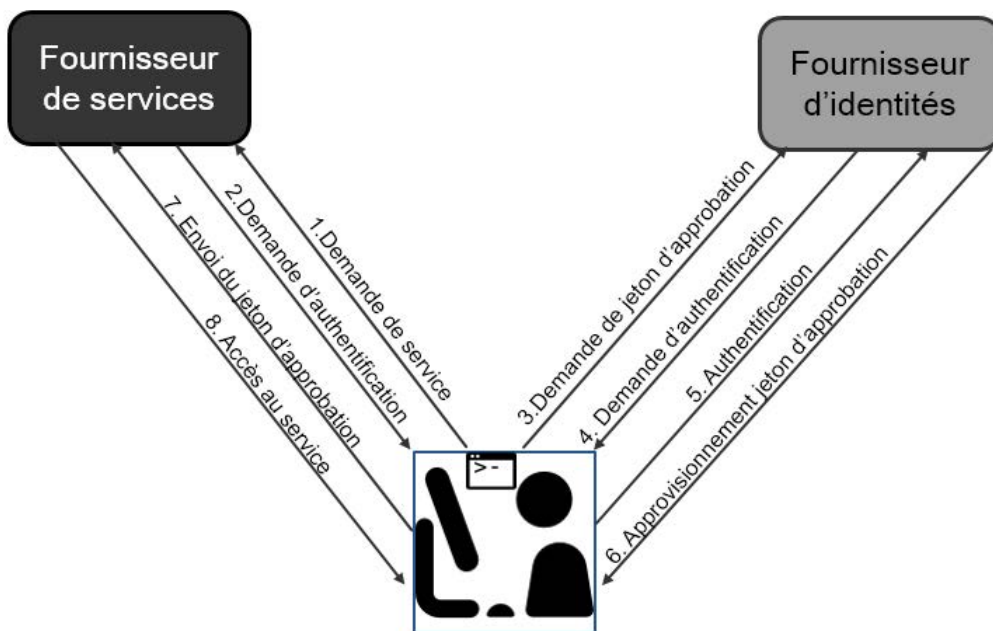 Fournisseur
de services
Fournisseur
d'identités
1.Demande de service
2.Demande d'authentification
3.Demande de jeton d'approbation
4. Demande d'authentification
5. Authentification
6. Approvisionnement jeton d'approbation
7. Envoi du jeton d'approbation
8. Accès au service
>-